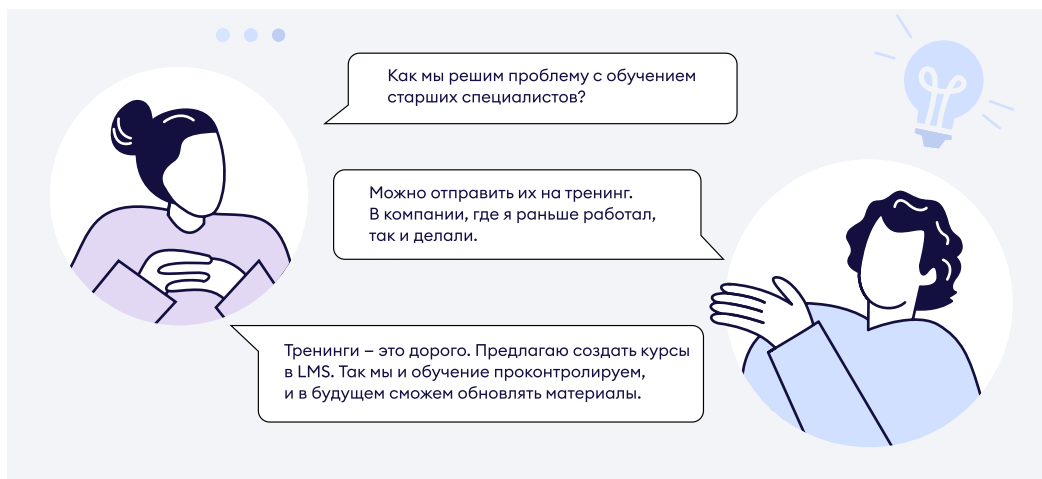 Как мы решим проблему с обучением
старших специалистов?
Можно отправить их на тренинг.
В компании, где я раньше работал,
так и делали.
Тренинги – это дорого. Предлагаю создать курсы
в LMS. Так мы и обучение проконтролируем,
и в будущем сможем обновлять материалы.